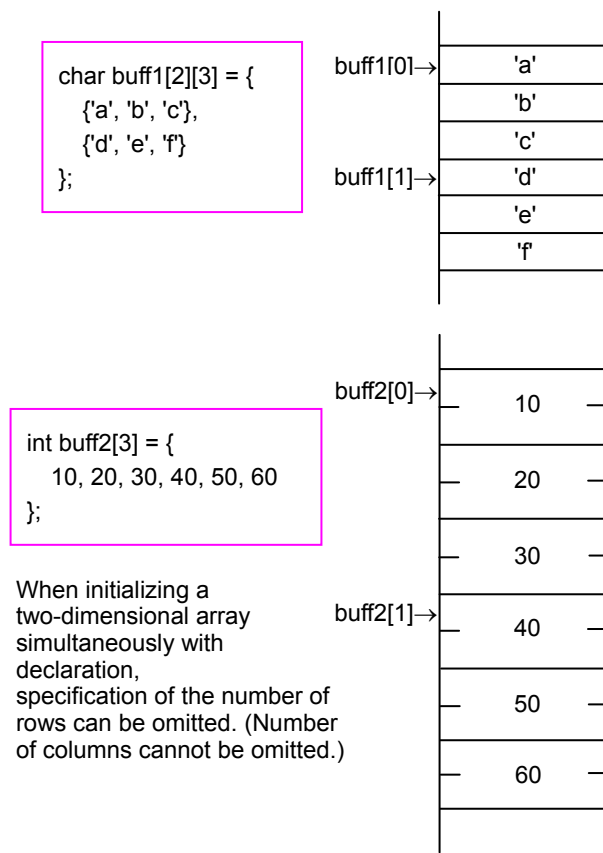 char buff1[2][3] = {
{'a', 'b', 'c'},
{'d', 'e', 'f'}
};
buff1[0]→
'a'
'b'
'c'
buff1[1]→
'd'
'e'
'f'
int buff2[3] = {
10, 20, 30, 40, 50, 60
};
When initializing a
two-dimensional array
simultaneously with
declaration,
specification of the number of
rows can be omitted. (Number
of columns cannot be omitted.)
buff2[0]→
10
20
30
buff2[1]→
40
50
60